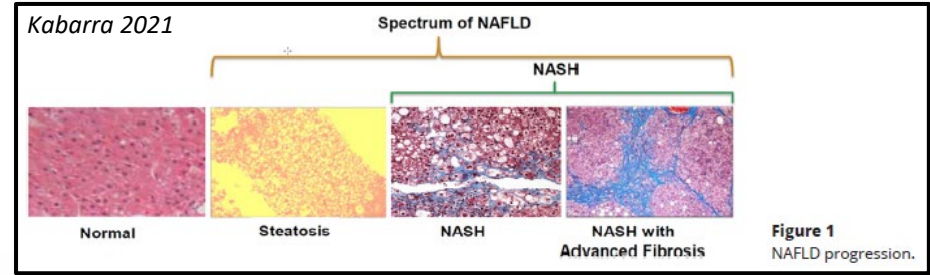 Kabarra 2021
Spectrum of NAFLD
NASH
Normal
Steatosis
NASH
NASH with
Advanced Fibrosis
Figure 1
NAFLD progression.